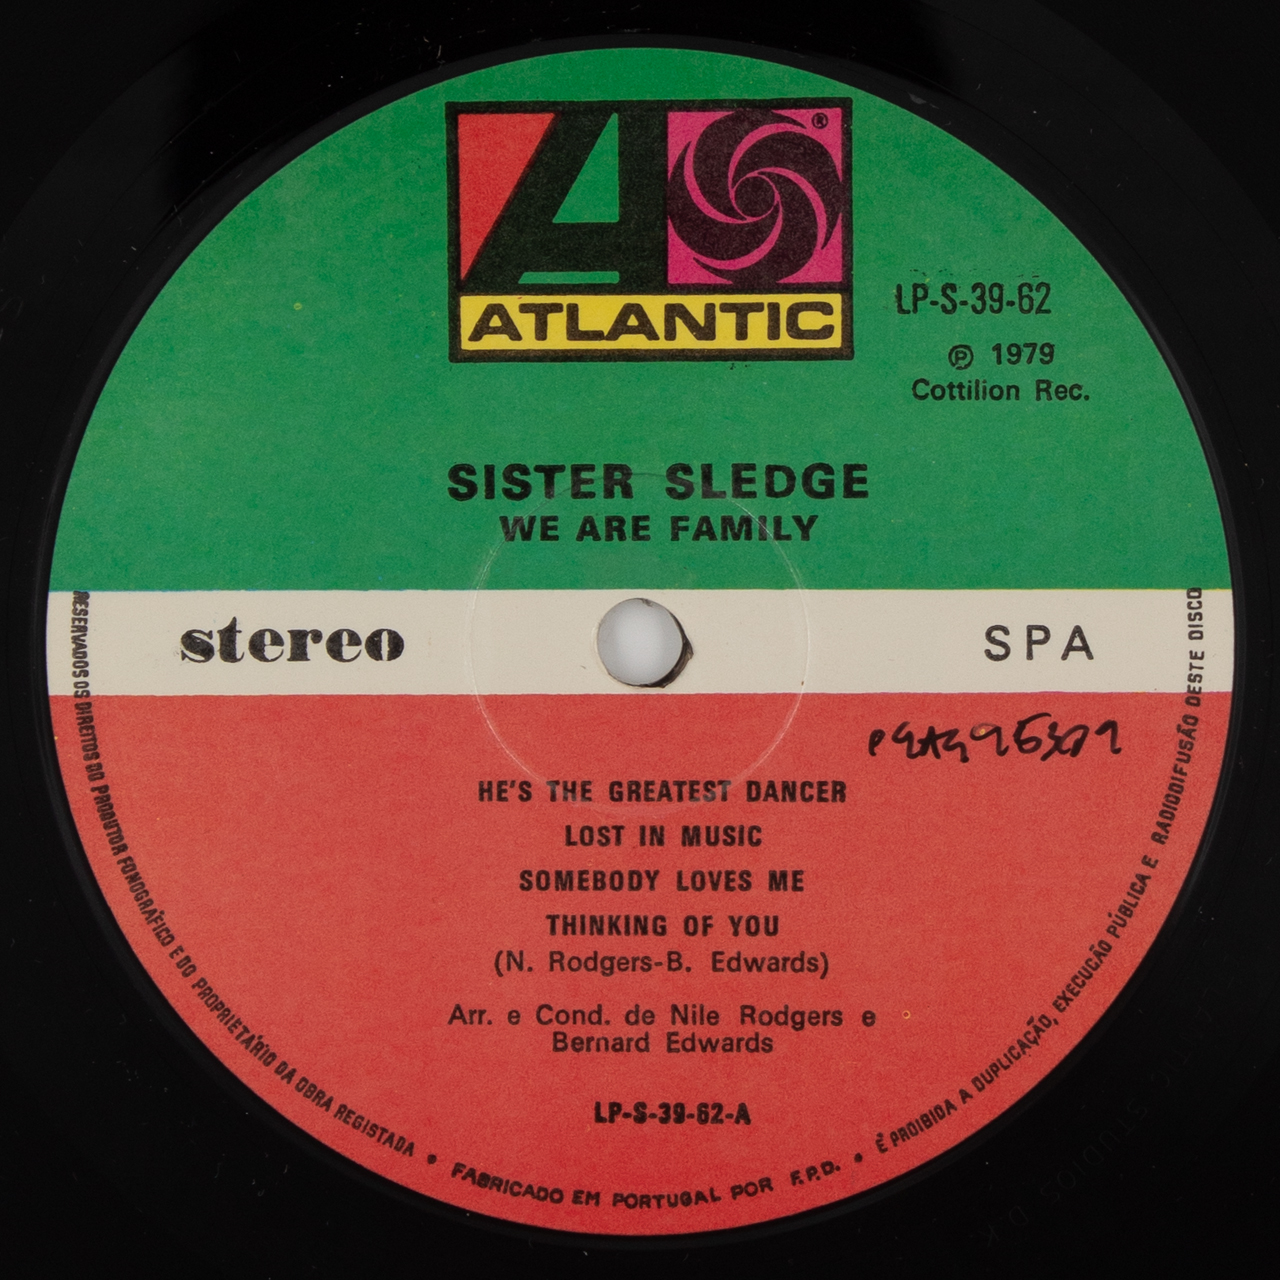 ATLANTIC
®
LP-S-39-62
℗ 1979
Cottilion Rec.
SISTER SLEDGE
WE ARE FAMILY
stereo
SPA
HE'S THE GREATEST DANCER
LOST IN MUSIC
SOMEBODY LOVES ME
THINKING OF YOU
(N. Rodgers-B. Edwards)
Arr. e Cond. de Nile Rodgers e
Bernard Edwards
LP-S-39-62-A
RESERVADOS OS DIREITOS DO PRODUTOR FONOGRÁFICO E DO PROPRIETÁRIO DA OBRA REGISTADA • FABRICADO EM PORTUGAL POR F.P.D. • É PROIBIDA A DUPLICAÇÃO, EXECUÇÃO PÚBLICA E RADIODIFUSÃO DESTE DISCO